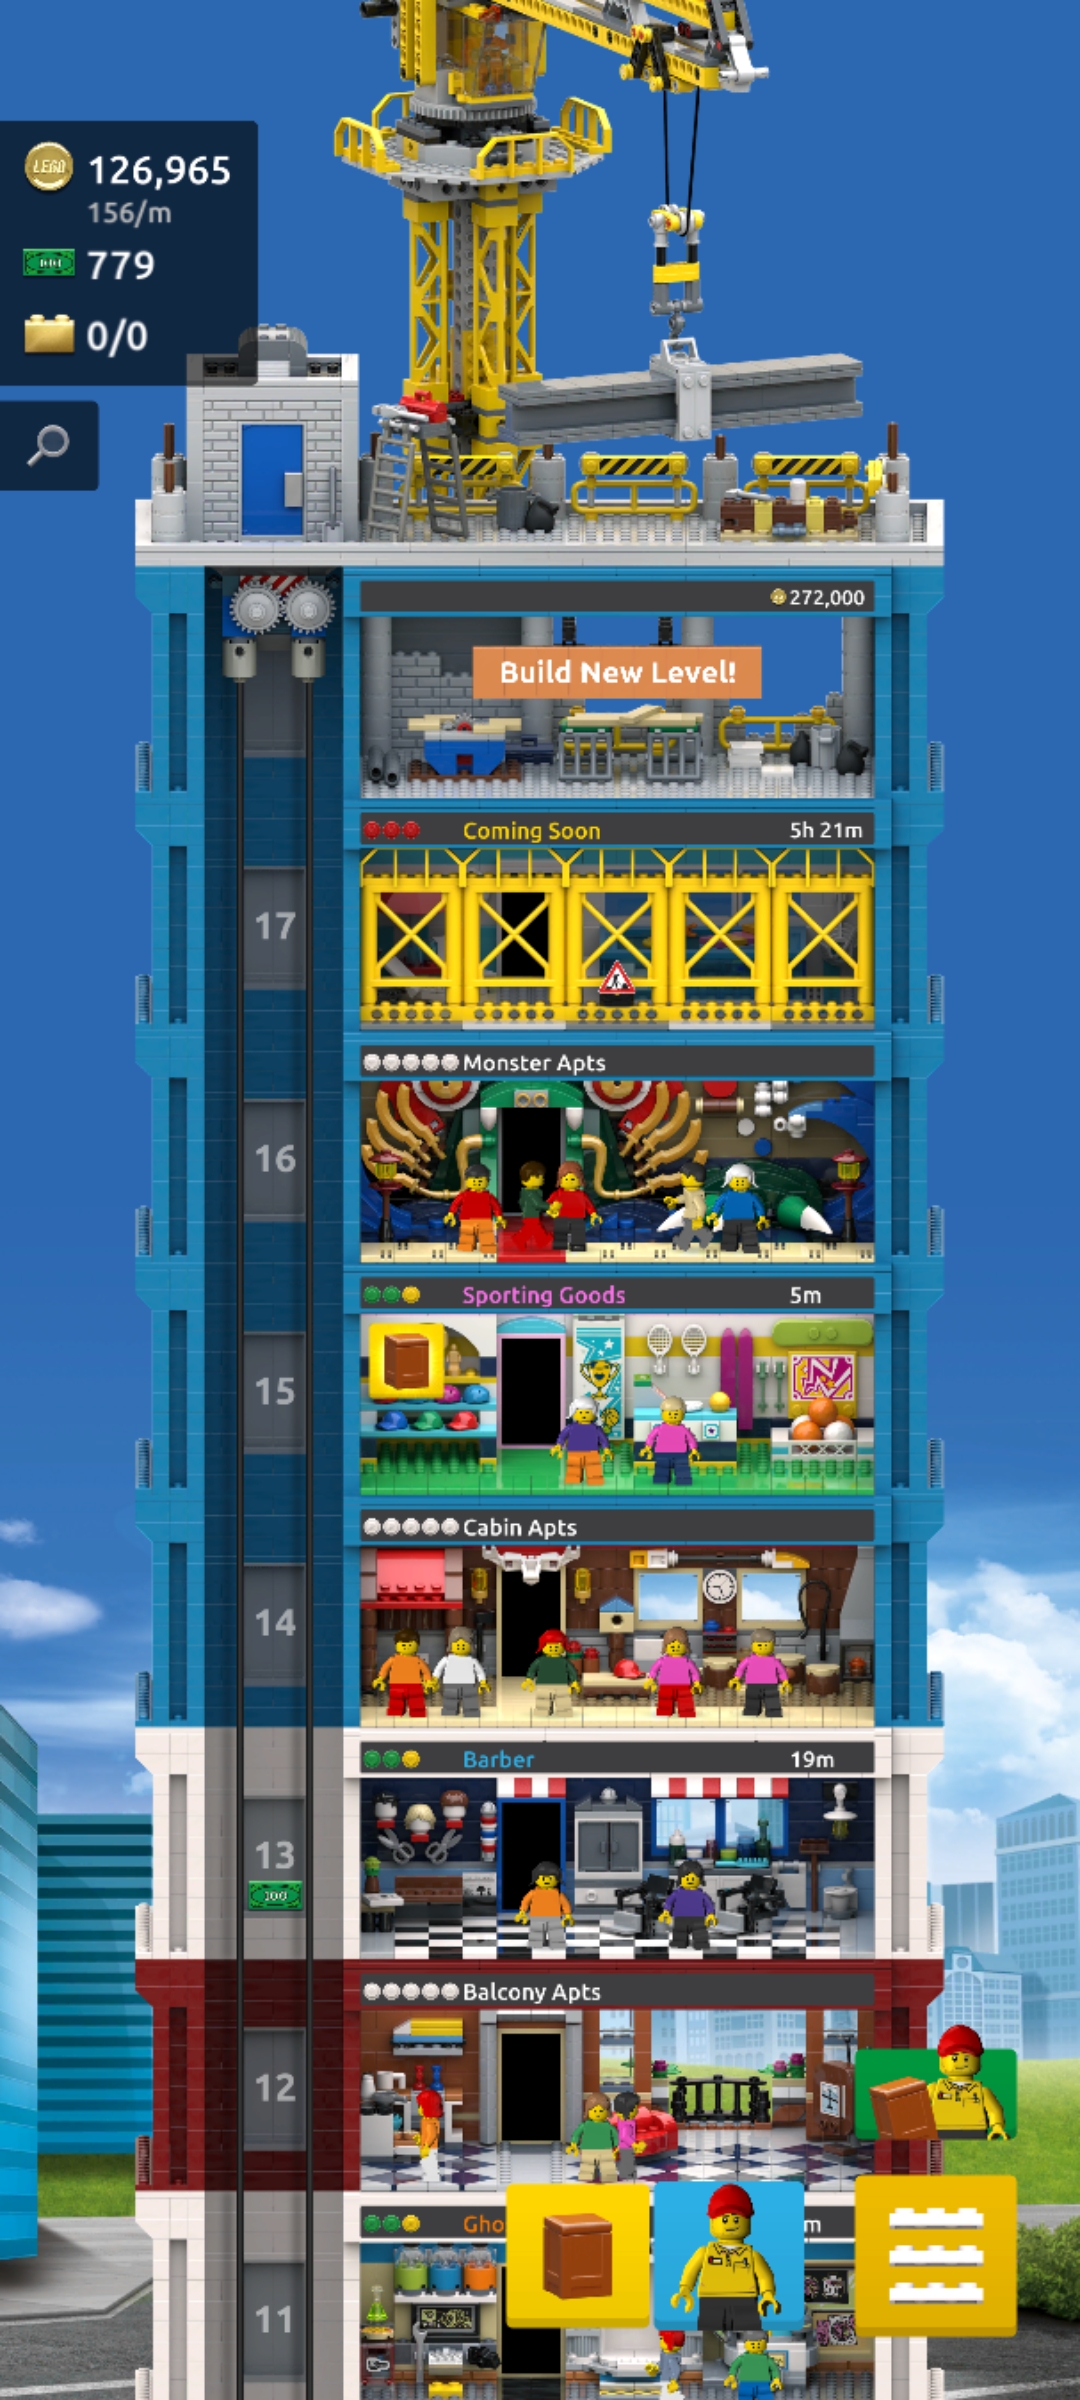 LEGO 126,965
156/m
100 779
0/0
272,000
Build New Level!
Coming Soon 5h 21m
17
Monster Apts
16
Sporting Goods 5m
15
Cabin Apts
14
Barber 19m
13
100
Balcony Apts
12
Gho m
11